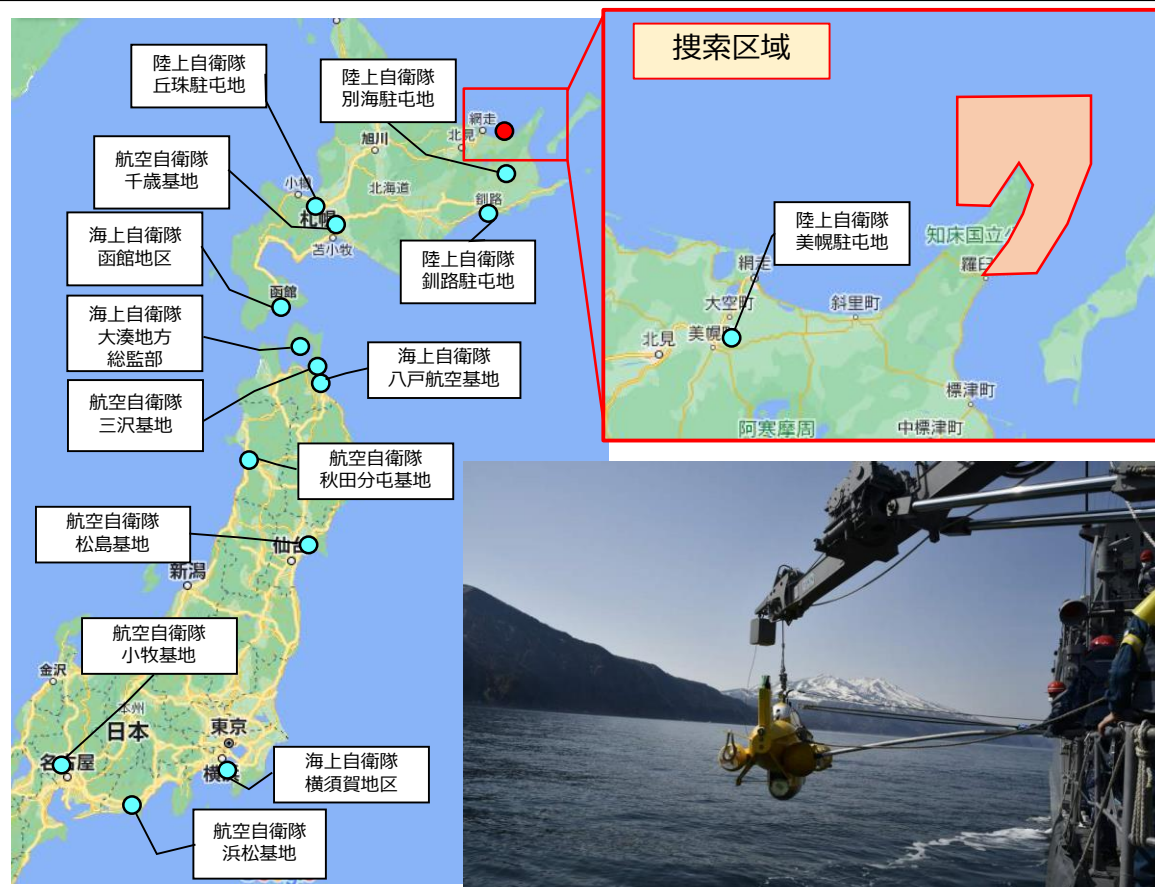 陸上自衛隊
丘珠駐屯地
陸上自衛隊
別海駐屯地
航空自衛隊
千歳基地
海上自衛隊
函館地区
海上自衛隊
大湊地方
総監部
航空自衛隊
三沢基地
陸上自衛隊
釧路駐屯地
海上自衛隊
八戸航空基地
航空自衛隊
秋田分屯基地
航空自衛隊
松島基地
航空自衛隊
小牧基地
海上自衛隊
横須賀地区
航空自衛隊
浜松基地
網走
北見
旭川
北海道
小樽
札幌
苫小牧
釧路
函館
仙台
新潟
金沢
本州
日本
東京
名古屋
捜索区域
陸上自衛隊
美幌駐屯地
知床国立公
羅臼
網走
大空町
斜里町
北見
美幌町
標津町
中標津町
阿寒摩周